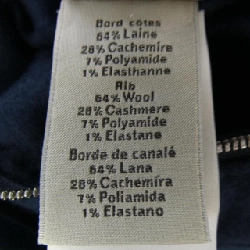 Bord côtes
64% Laine
28% Cachemire
7% Polyamide
1% Elasthanne
Rib
64% Wool
28% Cashmere
7% Polyamide
1% Elastane
Borde de canalé
64% Lana
28% Cachemira
7% Poliamida
1% Elastano